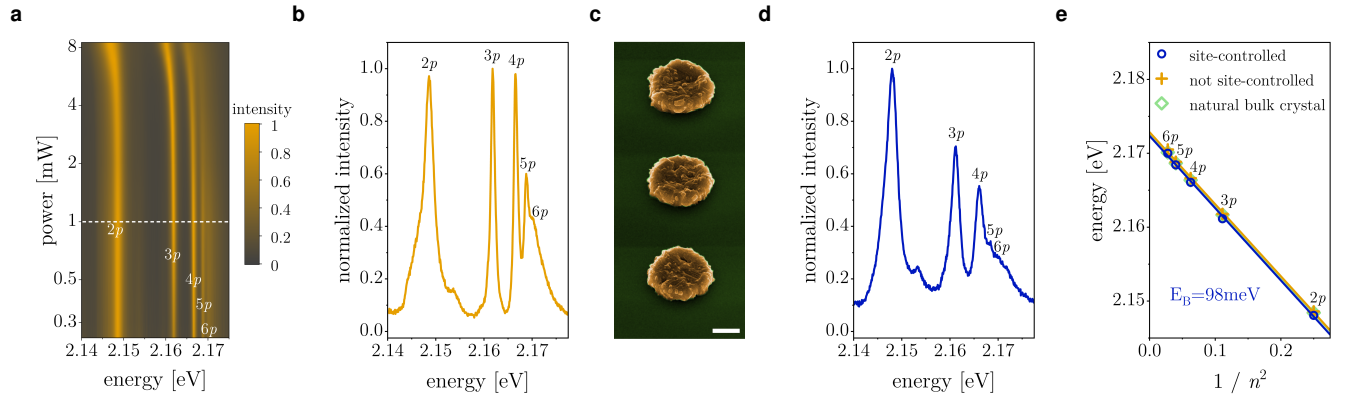 a
8
4
2
1
0.5
0.3
power [mW]
2p
3p
4p
5p
6p
2.14
2.15
2.16
2.17
energy [eV]
intensity
1
0.8
0.6
0.4
0.2
0
b
1.0
0.8
0.6
0.4
0.2
0.0
normalized intensity
2p
3p
4p
5p
6p
2.14
2.15
2.16
2.17
energy [eV]
c
d
1.0
0.8
0.6
0.4
0.2
0.0
normalized intensity
2p
3p
4p
5p
6p
2.14
2.15
2.16
2.17
energy [eV]
e
2.18
2.17
2.16
2.15
energy [eV]
site-controlled
not site-controlled
natural bulk crystal
6p
5p
4p
3p
2p
E_B=98meV
0.0
0.1
0.2
1 / n²